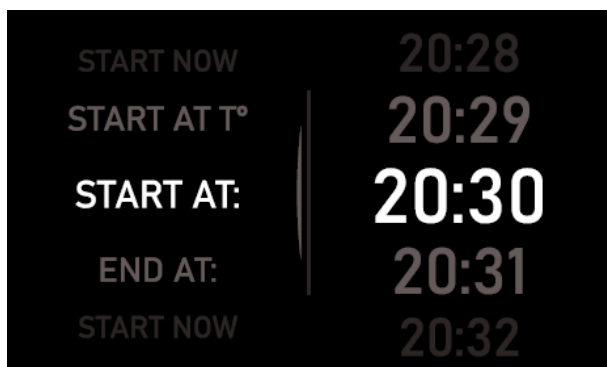 START NOW 20:28
START AT T° 20:29
START AT: 20:30
END AT: 20:31
START NOW 20:32